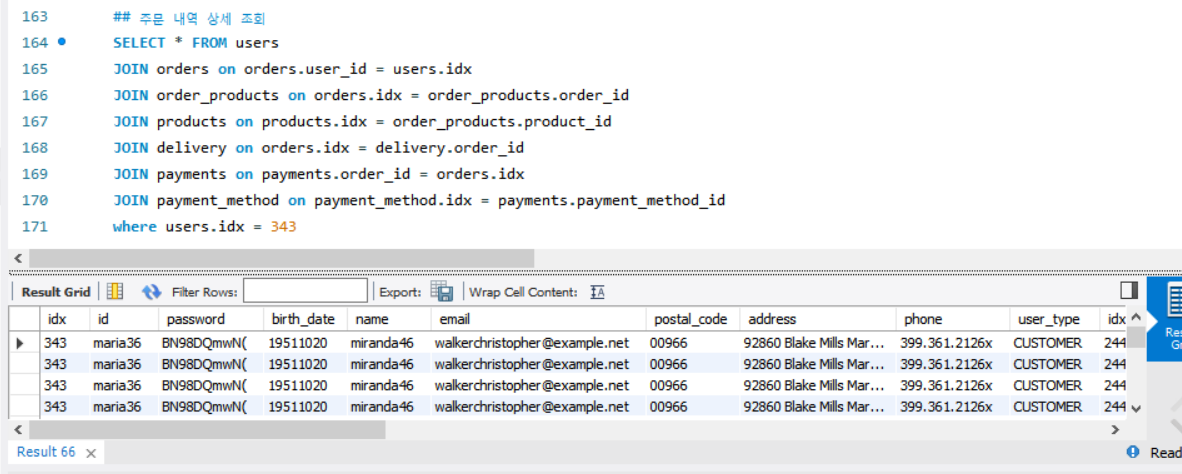 163 ## 주문 내역 상세 조회
164 SELECT * FROM users
165 JOIN orders on orders.user_id = users.idx
166 JOIN order_products on orders.idx = order_products.order_id
167 JOIN products on products.idx = order_products.product_id
168 JOIN delivery on orders.idx = delivery.order_id
169 JOIN payments on payments.order_id = orders.idx
170 JOIN payment_method on payment_method.idx = payments.payment_method_id
171 where users.idx = 343
Result Grid Filter Rows: Export: Wrap Cell Content:
idx id password birth_date name email postal_code address phone user_type idx
343 maria36 BN98DQmwN( 19511020 miranda46 walkerchristopher@example.net 00966 92860 Blake Mills Mar... 399.361.2126x CUSTOMER 244
343 maria36 BN98DQmwN( 19511020 miranda46 walkerchristopher@example.net 00966 92860 Blake Mills Mar... 399.361.2126x CUSTOMER 244
343 maria36 BN98DQmwN( 19511020 miranda46 walkerchristopher@example.net 00966 92860 Blake Mills Mar... 399.361.2126x CUSTOMER 244
343 maria36 BN98DQmwN( 19511020 miranda46 walkerchristopher@example.net 00966 92860 Blake Mills Mar... 399.361.2126x CUSTOMER 244
Result 66 Read